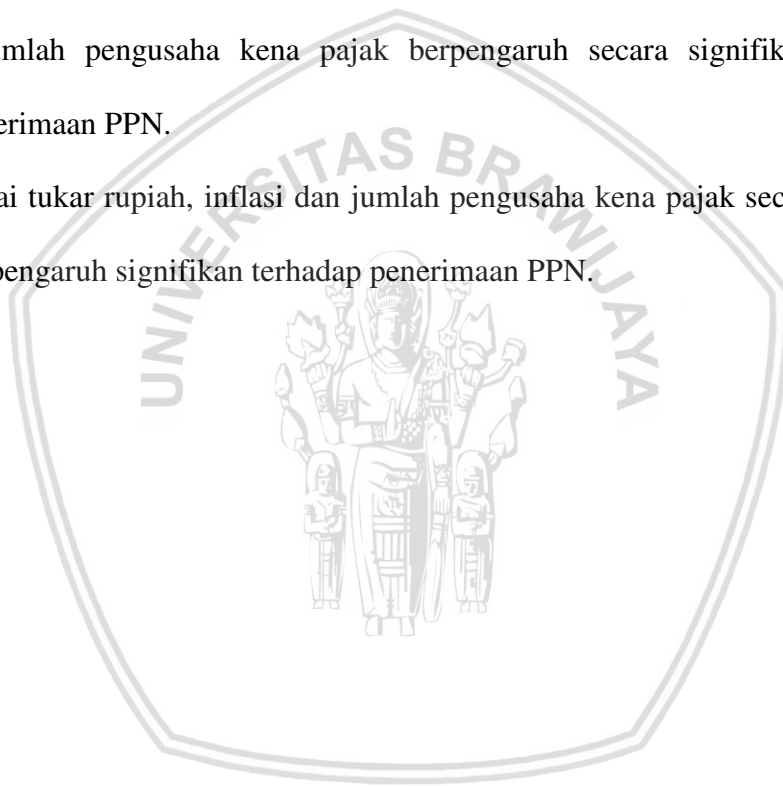 umlah pengusaha kena pajak berpengaruh secara signifik
erimaan PPN.
ai tukar rupiah, inflasi dan jumlah pengusaha kena pajak sec
pengaruh signifikan terhadap penerimaan PPN.
UNIVERSITAS BRAWIJAYA